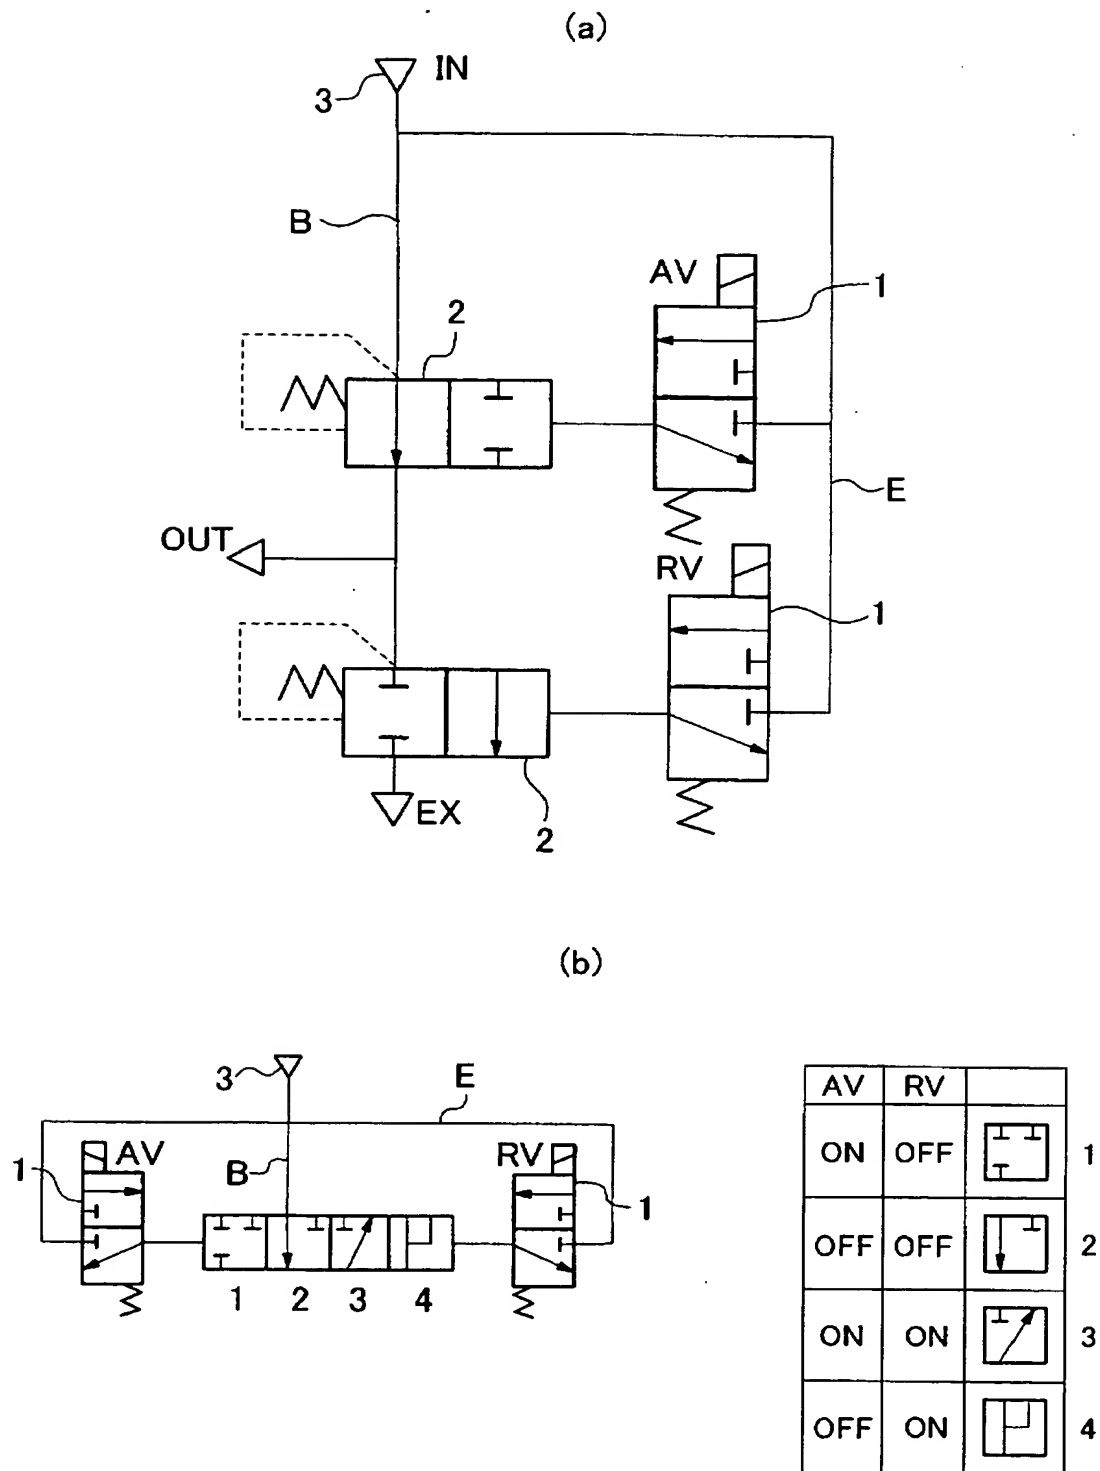 (a)
IN
3
B
AV
1
2
E
OUT
RV
1
EX
2
(b)
3
E
AV
RV
1
B
1
1 2 3 4
AV RV
ON OFF 1
OFF OFF 2
ON ON 3
OFF ON 4